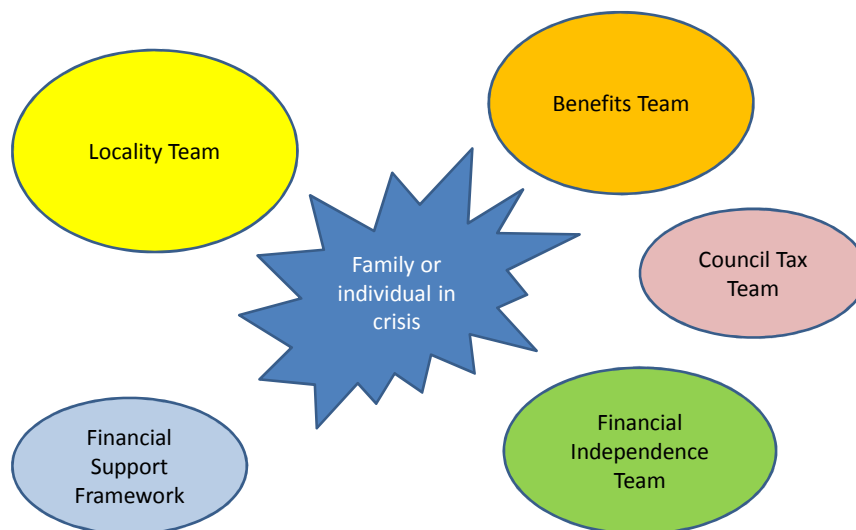 Benefits Team
Locality Team
Council Tax
Team
Family or
individual in
crisis
Financial
Support
Framework
Financial
Independence
Team